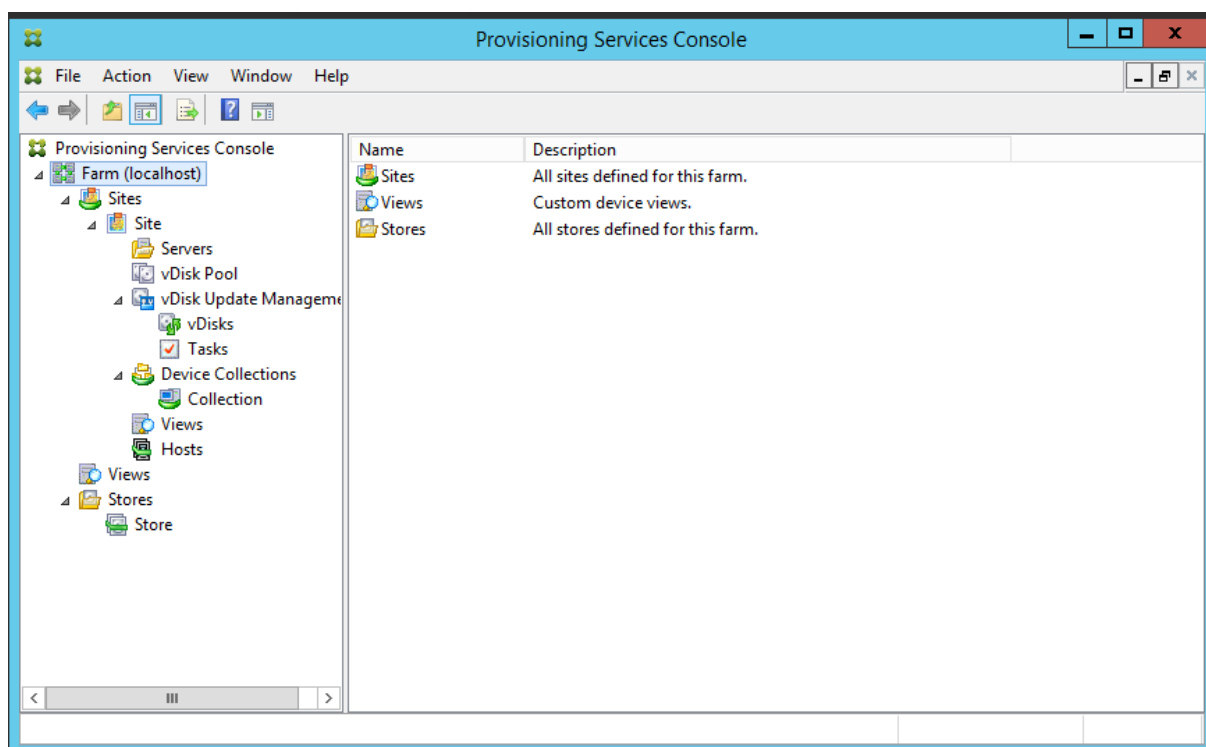 Provisioning Services Console
File Action View Window Help
Provisioning Services Console
Farm (localhost)
Sites
Site
Servers
vDisk Pool
vDisk Update Manageme
vDisks
Tasks
Device Collections
Collection
Views
Hosts
Views
Stores
Store
Name Description
Sites All sites defined for this farm.
Views Custom device views.
Stores All stores defined for this farm.